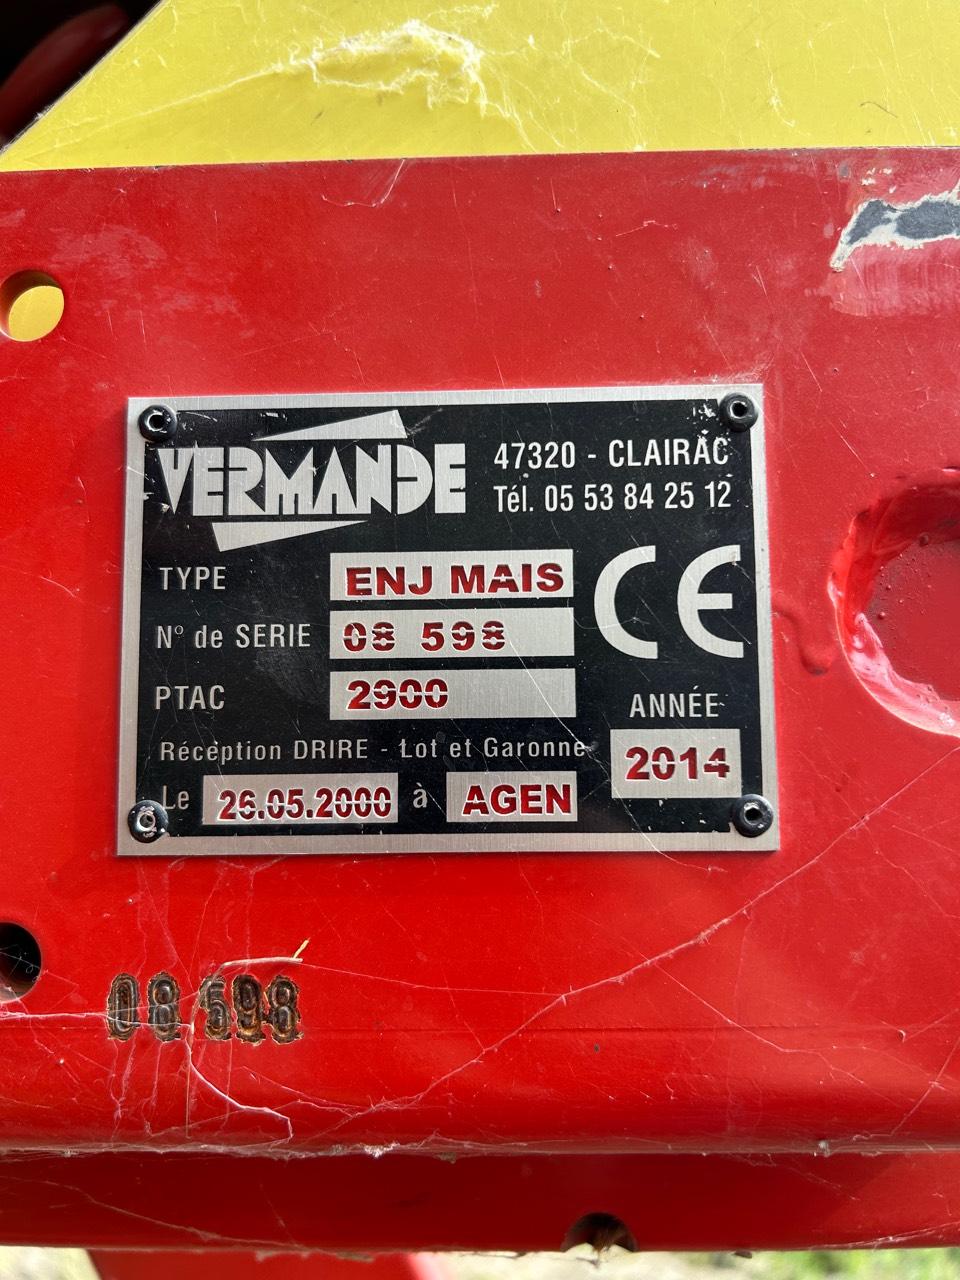 VERMANDE
47320 - CLAIRAC
Tél. 05 53 84 25 12
TYPE ENJ MAIS
N° de SERIE 08 598
CE
PTAC 2900
ANNÉE
2014
Réception DRIRE - Lot et Garonne
Le 26.05.2000 à AGEN
08 598